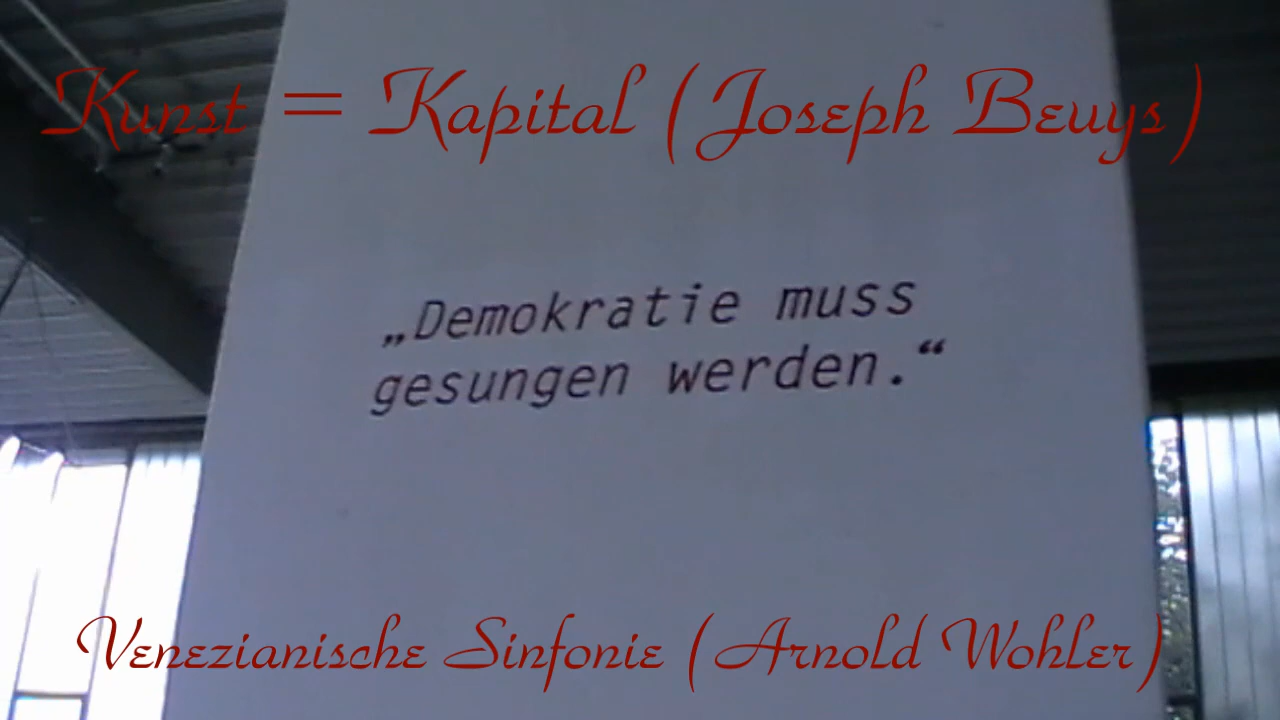 Kunst = Kapital (Joseph Beuys)
„Demokratie muss
gesungen werden.“
Venezianische Sinfonie (Arnold Wohler)